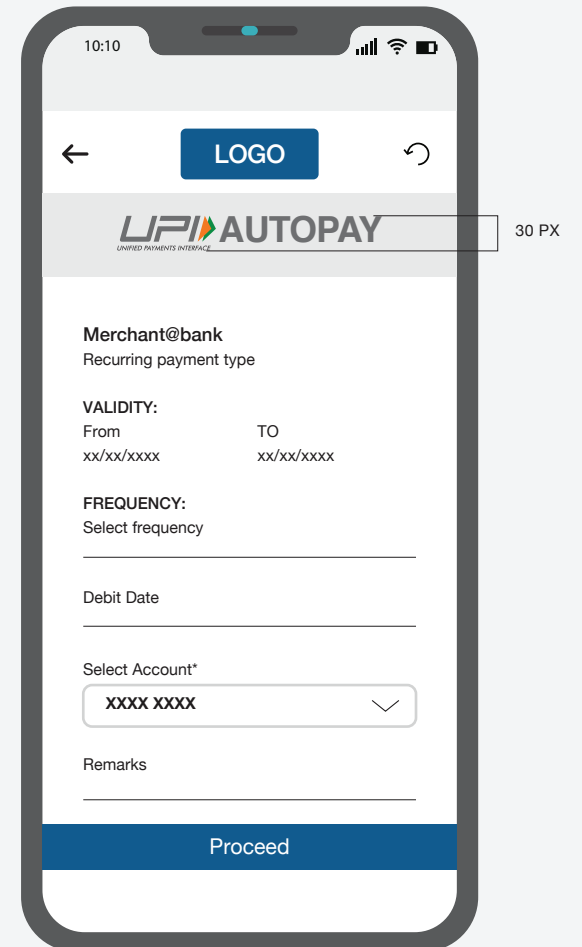 10:10
LOGO
UPI AUTOPAY
UNIFIED PAYMENTS INTERFACE
30 PX
Merchant@bank
Recurring payment type
VALIDITY:
From TO
xx/xx/xxxx xx/xx/xxxx
FREQUENCY:
Select frequency
Debit Date
Select Account*
XXXX XXXX
Remarks
Proceed